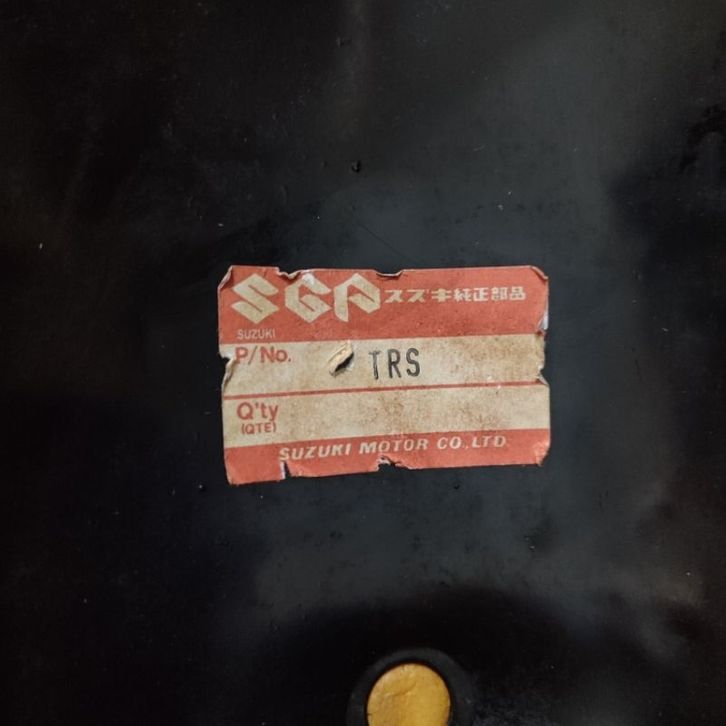 SGP スズキ純正部品
SUZUKI
P/No. TRS
Q'ty
(QTE)
SUZUKI MOTOR CO.,LTD.